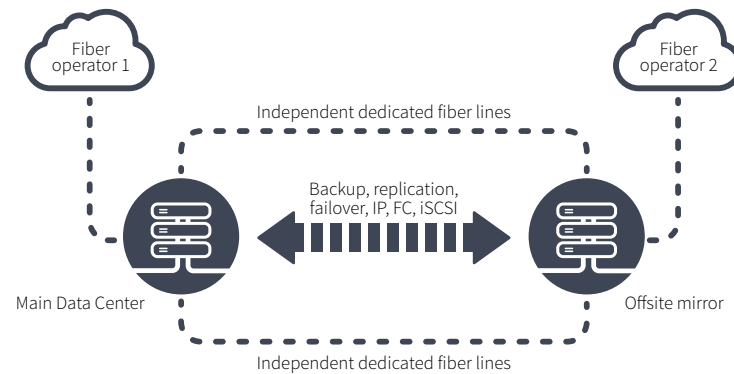 Fiber
operator 1
Fiber
operator 2
Independent dedicated fiber lines
Backup, replication,
failover, IP, FC, iSCSI
Main Data Center
Offsite mirror
Independent dedicated fiber lines